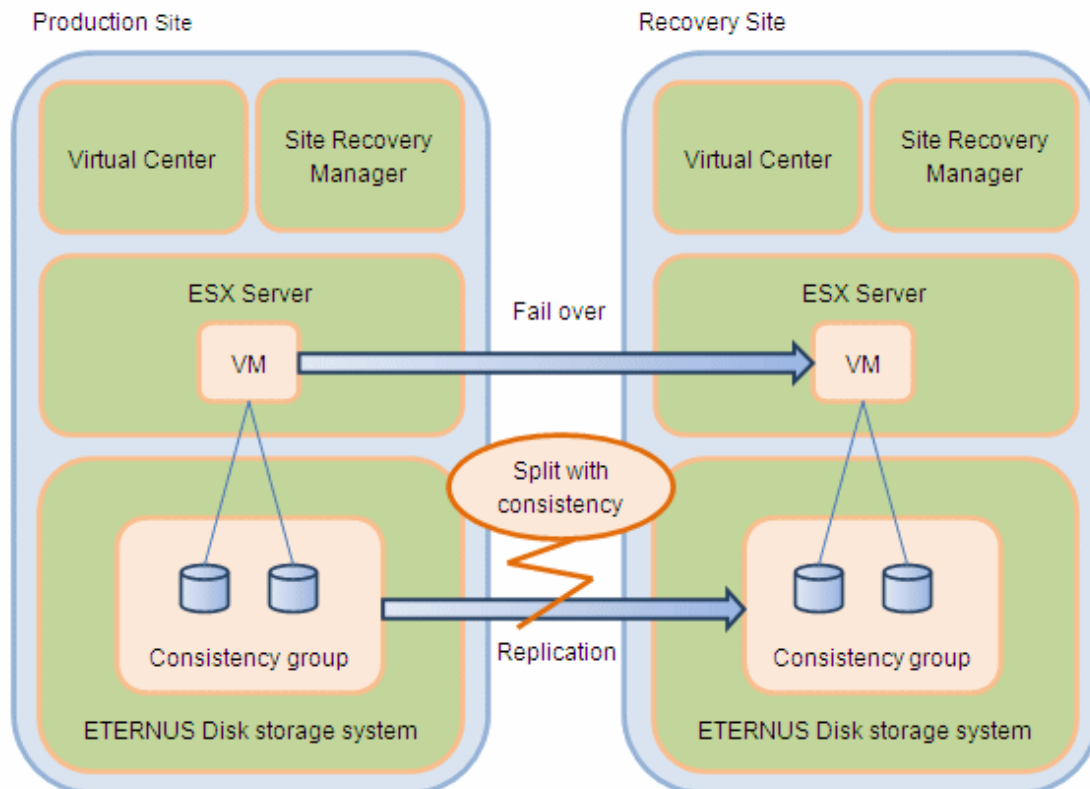 Production Site
Recovery Site
Virtual Center
Site Recovery
Manager
Virtual Center
Site Recovery
Manager
ESX Server
VM
Fail over
ESX Server
VM
Split with
consistency
Consistency group
Replication
Consistency group
ETERNUS Disk storage system
ETERNUS Disk storage system